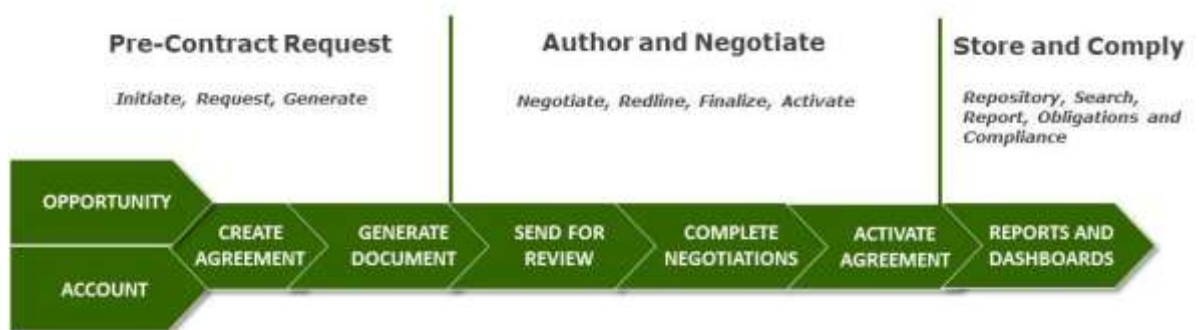 Pre-Contract Request
Initiate, Request, Generate
Author and Negotiate
Negotiate, Redline, Finalize, Activate
Store and Comply
Repository, Search,
Report, Obligations and
Compliance
OPPORTUNITY
ACCOUNT
CREATE
AGREEMENT
GENERATE
DOCUMENT
SEND FOR
REVIEW
COMPLETE
NEGOTIATIONS
ACTIVATE
AGREEMENT
REPORTS AND
DASHBOARDS